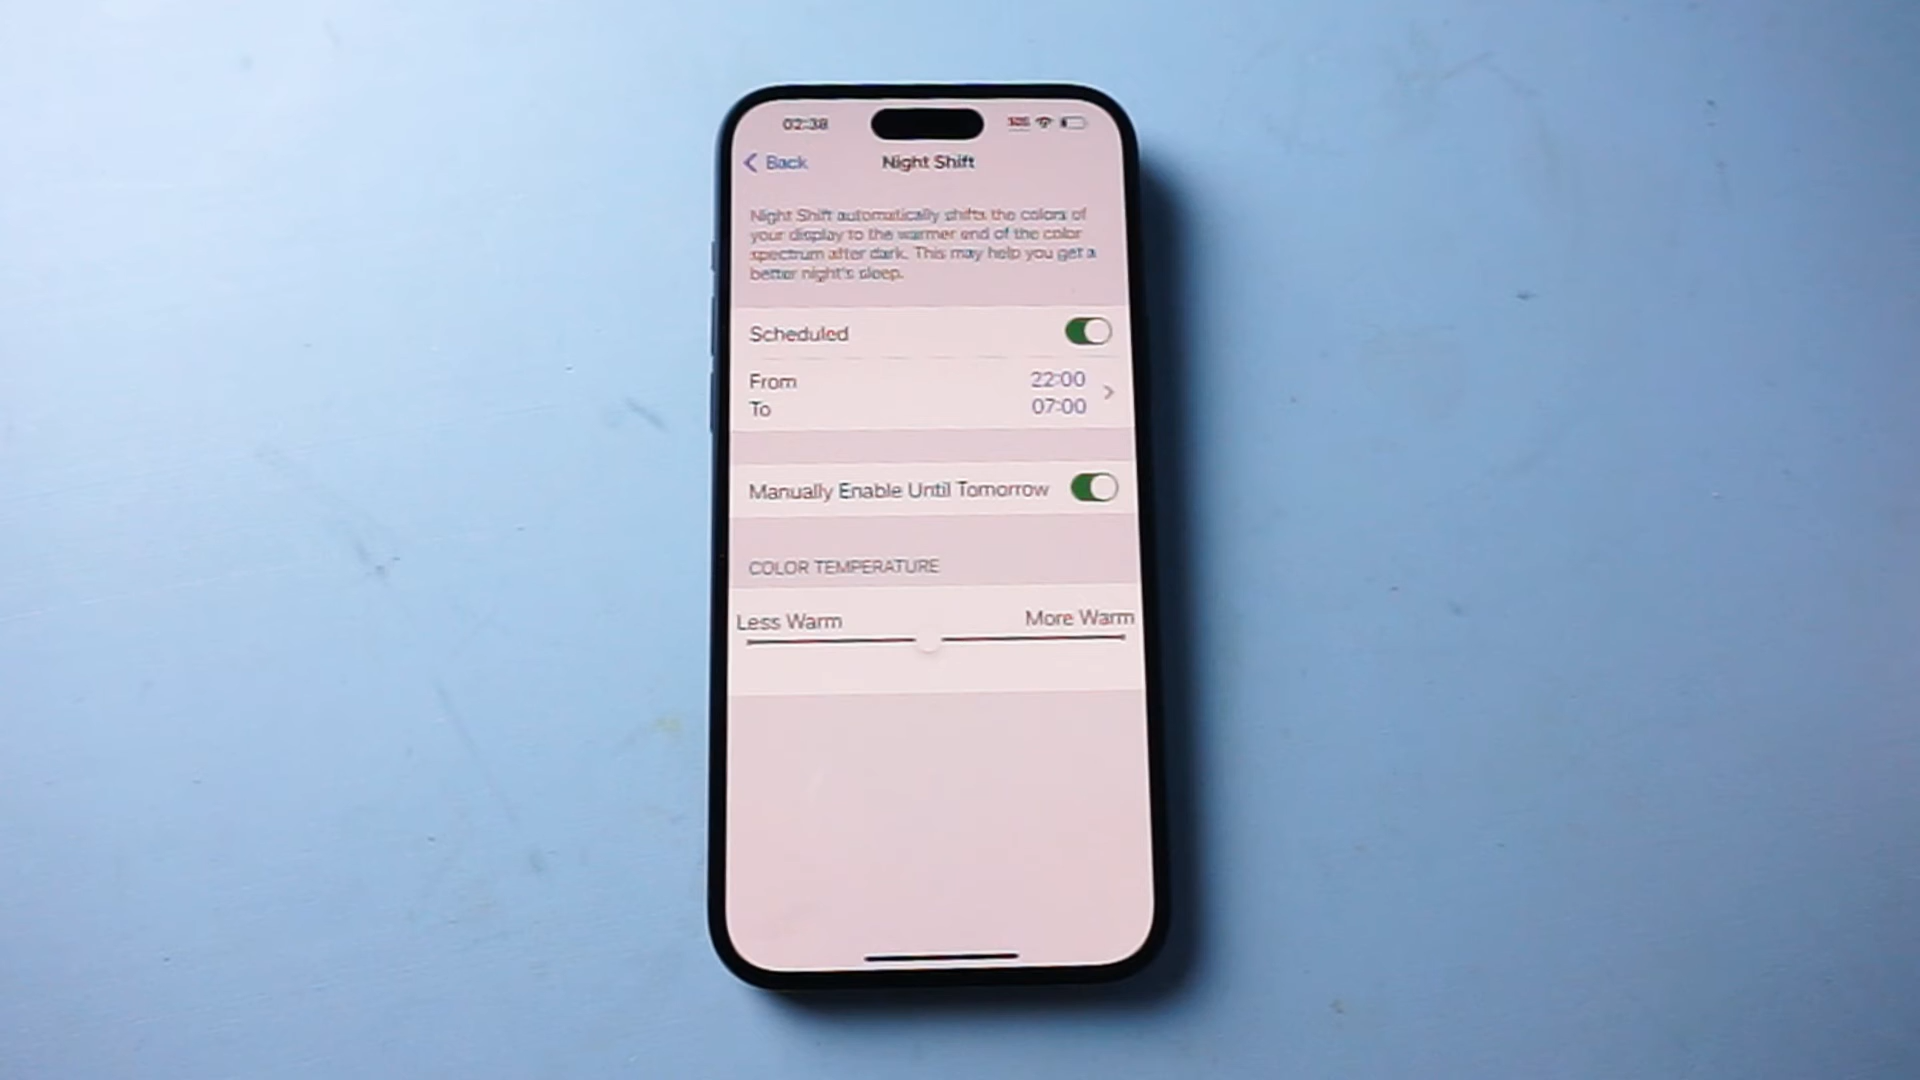 02:38
SOS
Back
Night Shift
Night Shift automatically shifts the colors of
your display to the warmer end of the color
spectrum after dark. This may help you get a
better night's sleep.
Scheduled
From 22:00
To 07:00
Manually Enable Until Tomorrow
COLOR TEMPERATURE
Less Warm More Warm